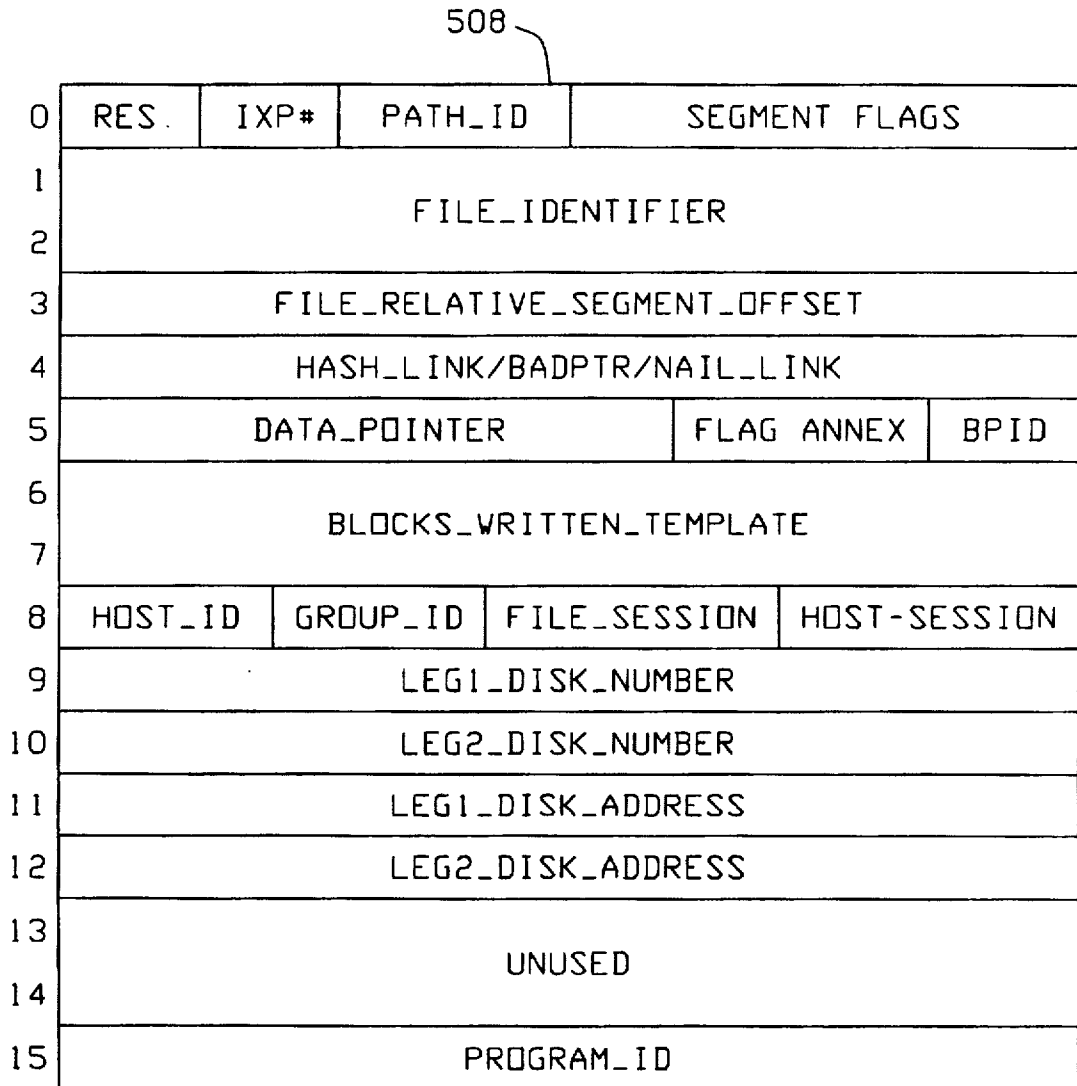 508
0 RES. IXP# PATH_ID SEGMENT FLAGS
1
FILE_IDENTIFIER
2
3 FILE_RELATIVE_SEGMENT_OFFSET
4 HASH_LINK/BADPTR/NAIL_LINK
5 DATA_POINTER FLAG ANNEX BPID
6
BLOCKS_WRITTEN_TEMPLATE
7
8 HOST_ID GROUP_ID FILE_SESSION HOST-SESSION
9 LEG1_DISK_NUMBER
10 LEG2_DISK_NUMBER
11 LEG1_DISK_ADDRESS
12 LEG2_DISK_ADDRESS
13
UNUSED
14
15 PROGRAM_ID